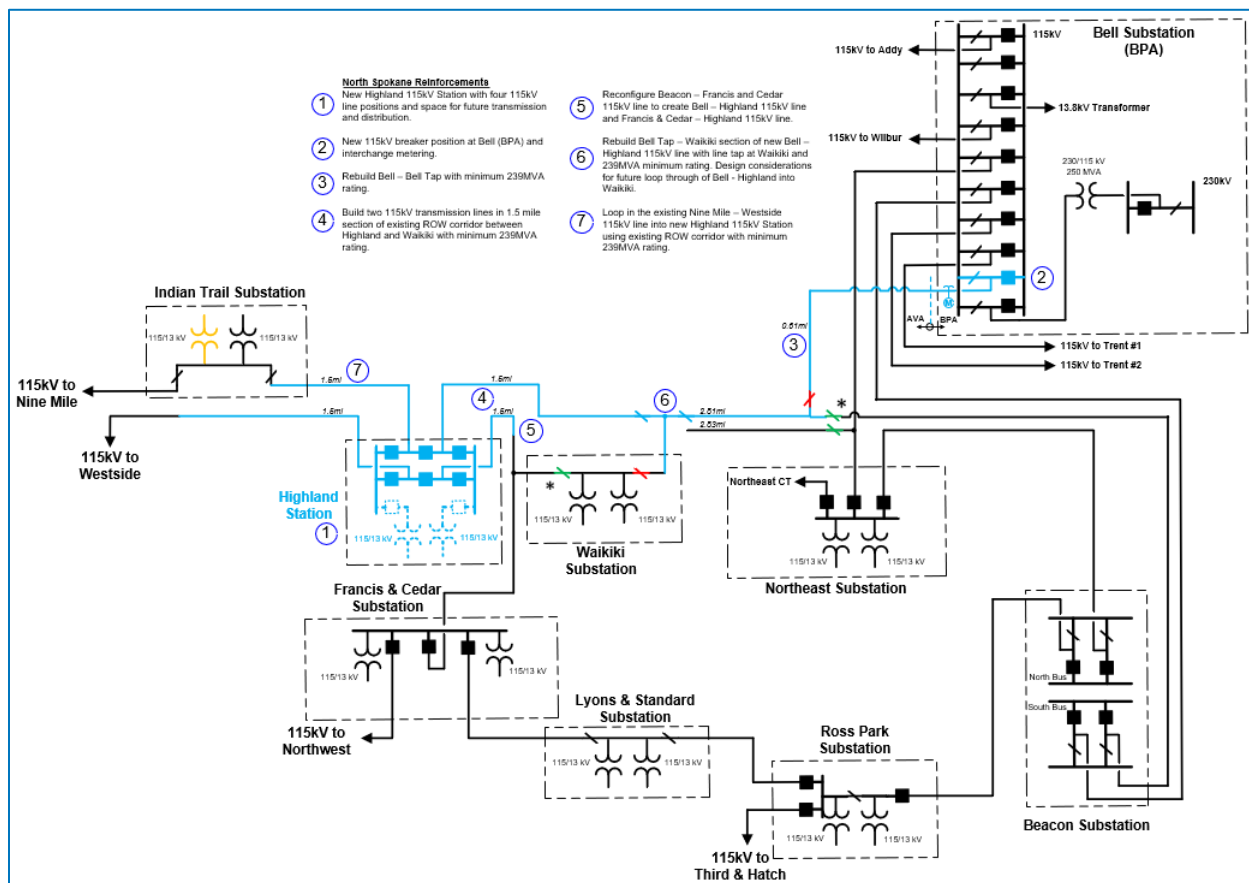 North Spokane Reinforcements
1
New Highland 115kV Station with four 115kV
line positions and space for future transmission
and distribution.
2
New 115kV breaker position at Bell (BPA) and
interchange metering.
3
Rebuild Bell – Bell Tap with minimum 239MVA
rating.
4
Build two 115kV transmission lines in 1.5 mile
section of existing ROW corridor between
Highland and Waikiki with minimum 239MVA
rating.
5
Reconfigure Beacon – Francis and Cedar
115kV line to create Bell – Highland 115kV line
and Francis & Cedar – Highland 115kV line.
6
Rebuild Bell Tap – Waikiki section of new Bell –
Highland 115kV line with line tap at Waikiki and
239MVA minimum rating. Design considerations
for future loop through of Bell - Highland into
Waikiki.
7
Loop in the existing Nine Mile – Westside
115kV line into new Highland 115kV Station
using existing ROW corridor with minimum
239MVA rating.
115kV
Bell Substation
(BPA)
115kV to Addy
13.8kV Transformer
115kV to Wilbur
230/115 kV
250 MVA
230kV
2
M
AVA
BPA
115kV to Trent #1
115kV to Trent #2
0.61mi
3
Indian Trail Substation
115/13 kV
115/13 kV
115kV to
Nine Mile
1.5mi
7
1.5mi
4
1.5mi
1.5mi
5
6
2.51mi
2.53mi
*
*
115kV to
Westside
Highland
Station
1
115/13 kV
115/13 kV
115/13 kV
115/13 kV
Waikiki
Substation
Northeast CT
115/13 kV
115/13 kV
Northeast Substation
Francis & Cedar
Substation
115/13 kV
115/13 kV
115kV to
Northwest
Lyons & Standard
Substation
115/13 kV
115/13 kV
Ross Park
Substation
115/13 kV
115/13 kV
115kV to
Third & Hatch
North Bus
South Bus
Beacon Substation